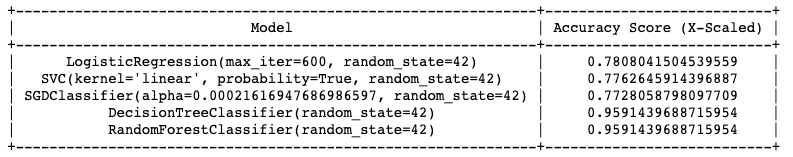 Model | Accuracy Score (X-Scaled)
LogisticRegression(max_iter=600, random_state=42) | 0.7808041504539559
SVC(kernel='linear', probability=True, random_state=42) | 0.7762645914396887
SGDClassifier(alpha=0.00021616947686986597, random_state=42) | 0.7728058798097709
DecisionTreeClassifier(random_state=42) | 0.9591439688715954
RandomForestClassifier(random_state=42) | 0.9591439688715954